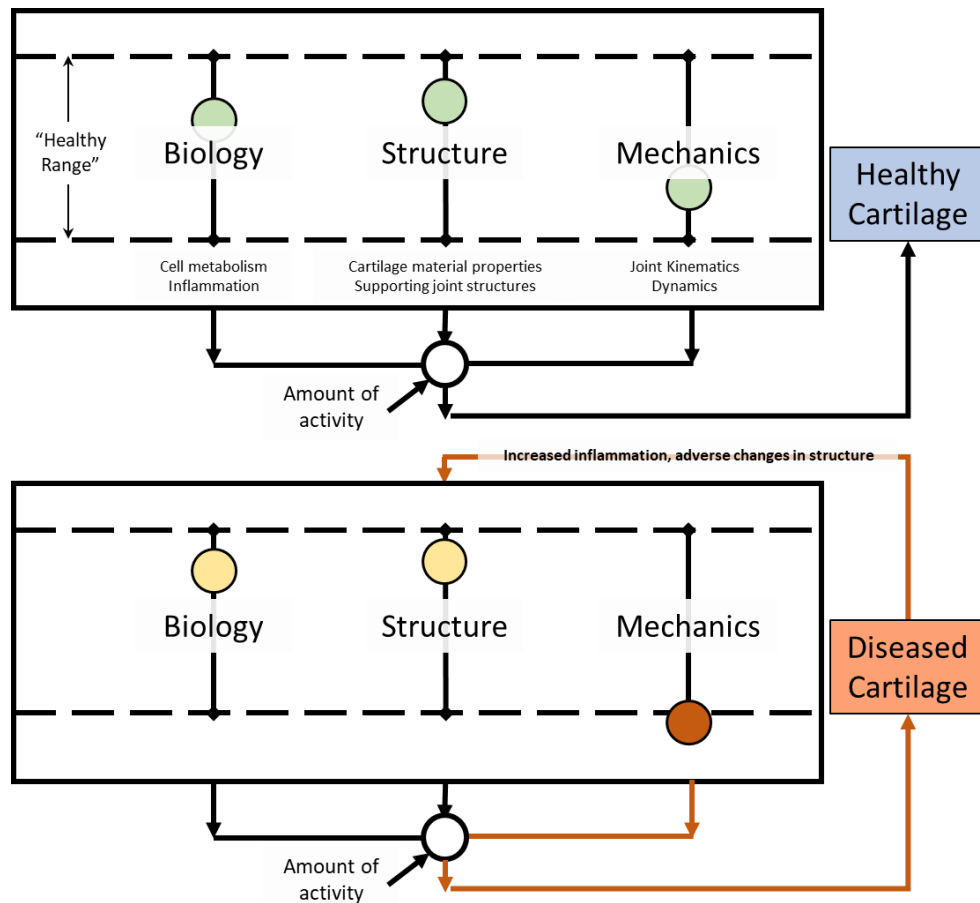 “Healthy
Range”
Biology
Structure
Mechanics
Cell metabolism
Inflammation
Cartilage material properties
Supporting joint structures
Joint Kinematics
Dynamics
Healthy
Cartilage
Amount of
activity
Increased inflammation, adverse changes in structure
Biology
Structure
Mechanics
Diseased
Cartilage
Amount of
activity